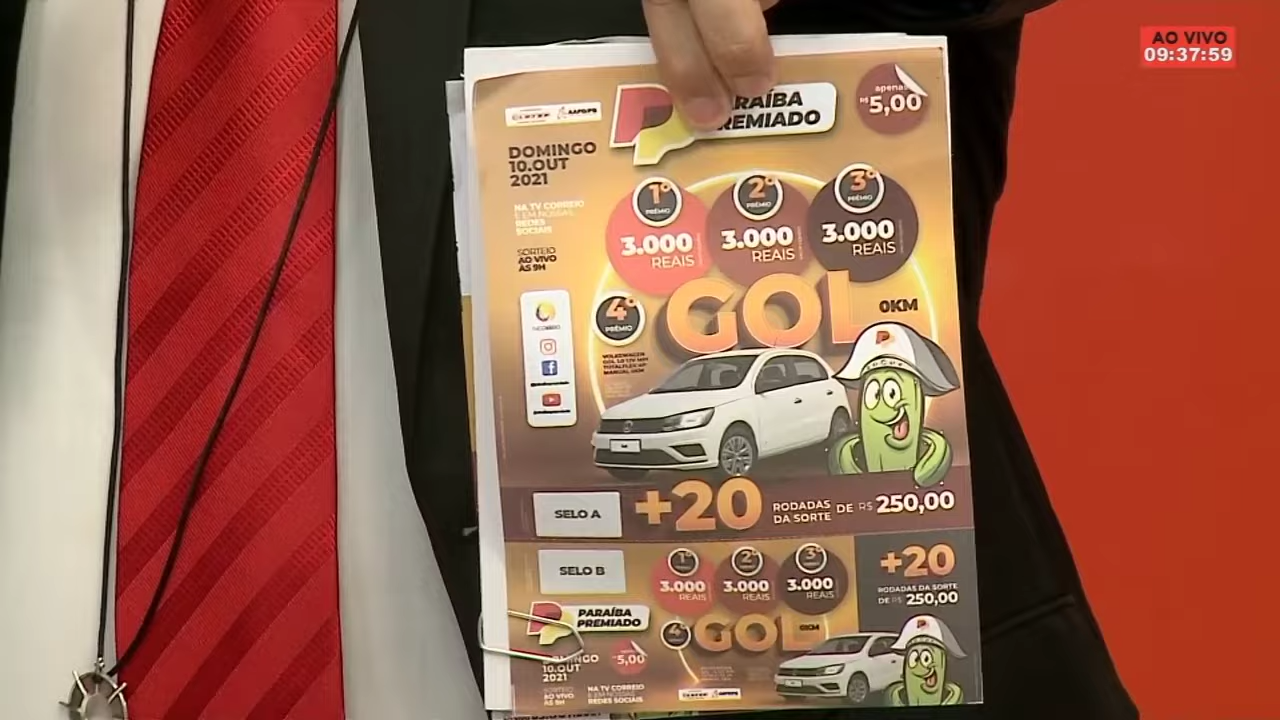 AO VIVO
09:37:59
apenas
R$ 5,00
PARAÍBA
PREMIADO
DOMINGO
10.OUT
2021
NA TV CORREIO
E EM NOSSAS
REDES
SOCIAIS
SORTEIO
AO VIVO
ÀS 9H
1º
PRÊMIO
3.000
REAIS
2º
PRÊMIO
3.000
REAIS
3º
PRÊMIO
3.000
REAIS
4º
PRÊMIO
GOL
0KM
VOLKSWAGEN
SELO A
+20
RODADAS
DA SORTE
DE R$ 250,00
SELO B
1º
3.000
REAIS
2º
3.000
REAIS
3º
3.000
REAIS
+20
RODADAS DA SORTE
DE R$ 250,00
PARAÍBA
PREMIADO
4º
GOL
0KM
5,00
DOMINGO
10.OUT
2021
SORTEIO
AO VIVO
ÀS 9H
NA TV CORREIO
E EM NOSSAS
REDES SOCIAIS